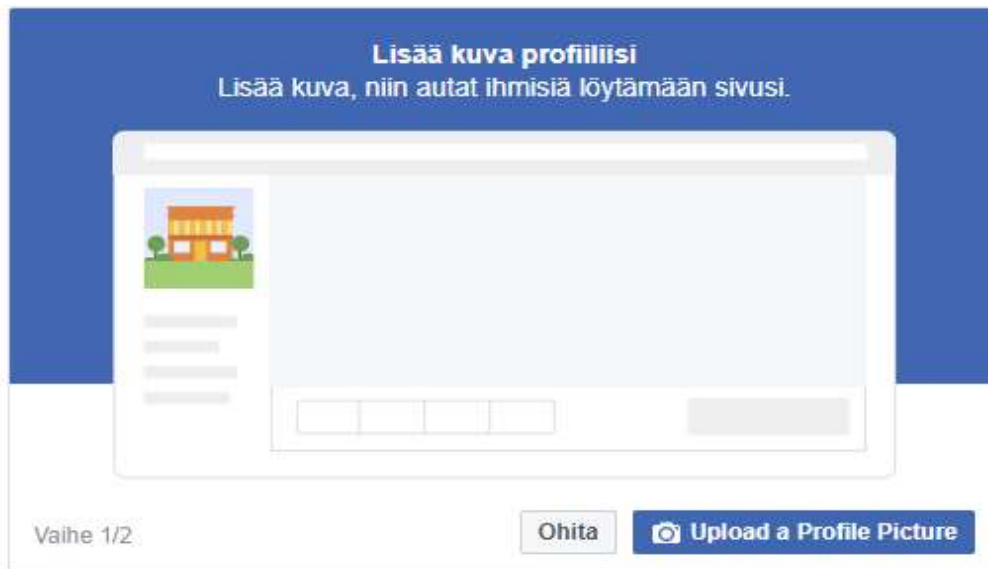 Lisää kuva profiiliisi
Lisää kuva, niin autat ihmisiä löytämään sivusi.
Vaihe 1/2
Ohita
Upload a Profile Picture